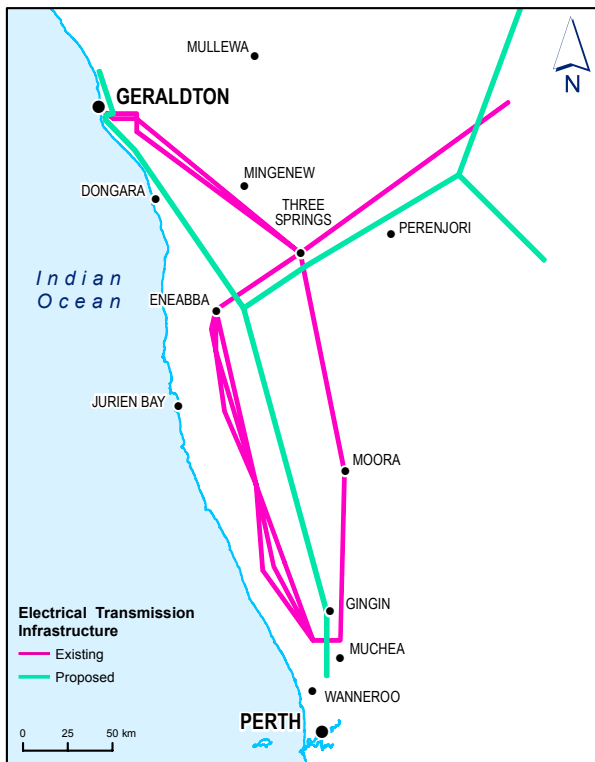 MULLEWA
N
GERALDTON
MINGENEW
DONGARA
THREE
SPRINGS
PERENJORI
Indian
Ocean
ENEABBA
JURIEN BAY
MOORA
GINGIN
Electrical Transmission
Infrastructure
Existing
Proposed
MUCHEA
WANNEROO
PERTH
0 25 50 km